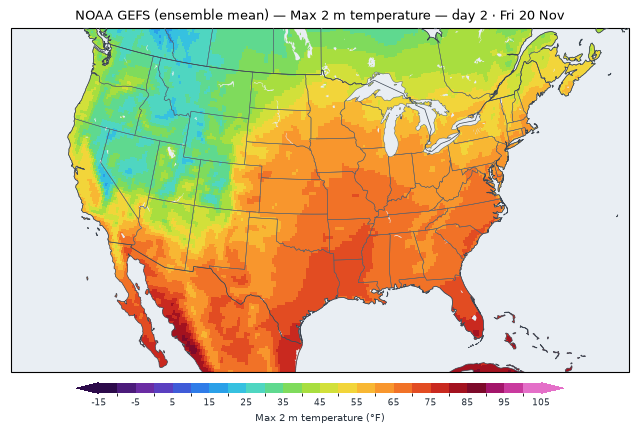 NOAA GEFS (ensemble mean) — Max 2 m temperature — day 2 · Fri 20 Nov
-15 -5 5 15 25 35 45 55 65 75 85 95 105
Max 2 m temperature (°F)